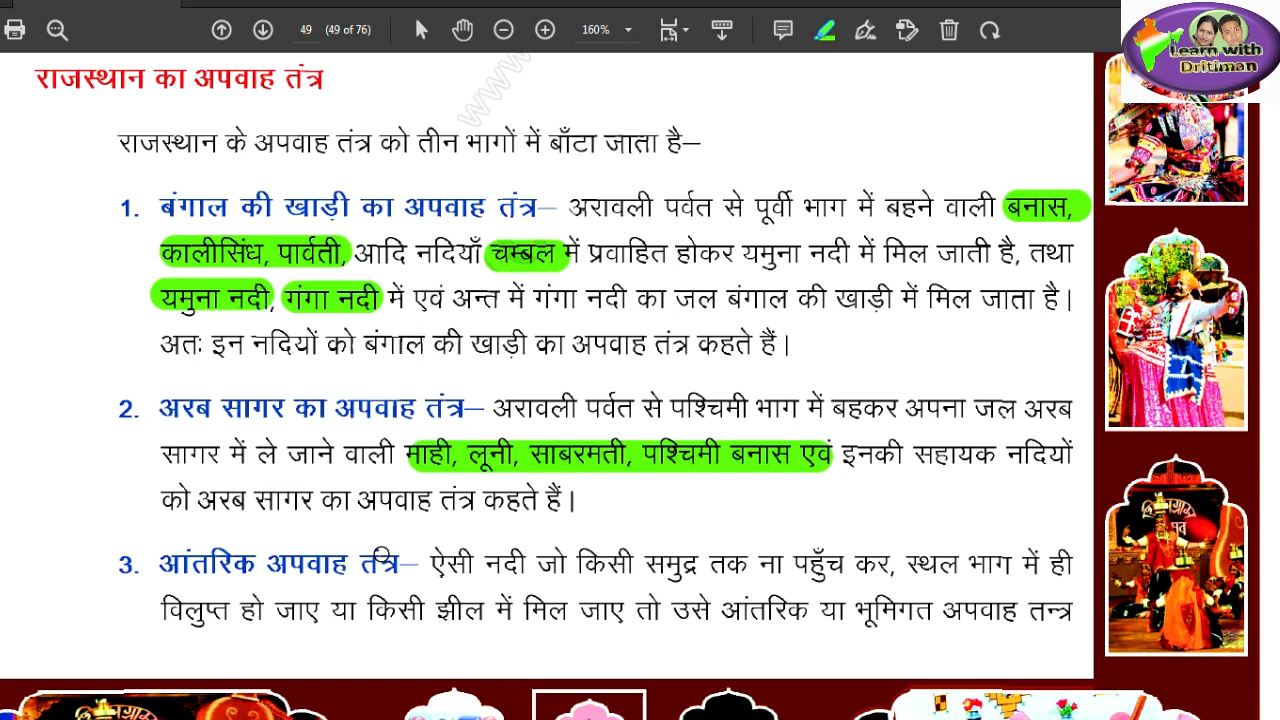 49 (49 of 76) 160%
Learn with
Dritiman
www
राजस्थान का अपवाह तंत्र
राजस्थान के अपवाह तंत्र को तीन भागों में बाँटा जाता है–
1. बंगाल की खाड़ी का अपवाह तंत्र– अरावली पर्वत से पूर्वी भाग में बहने वाली बनास,
कालीसिंध, पार्वती, आदि नदियाँ चम्बल में प्रवाहित होकर यमुना नदी में मिल जाती है, तथा
यमुना नदी, गंगा नदी में एवं अन्त में गंगा नदी का जल बंगाल की खाड़ी में मिल जाता है।
अतः इन नदियों को बंगाल की खाड़ी का अपवाह तंत्र कहते हैं।
2. अरब सागर का अपवाह तंत्र– अरावली पर्वत से पश्चिमी भाग में बहकर अपना जल अरब
सागर में ले जाने वाली माही, लूनी, साबरमती, पश्चिमी बनास एवं इनकी सहायक नदियों
को अरब सागर का अपवाह तंत्र कहते हैं।
3. आंतरिक अपवाह तंत्र– ऐसी नदी जो किसी समुद्र तक ना पहुँच कर, स्थल भाग में ही
विलुप्त हो जाए या किसी झील में मिल जाए तो उसे आंतरिक या भूमिगत अपवाह तन्त्र